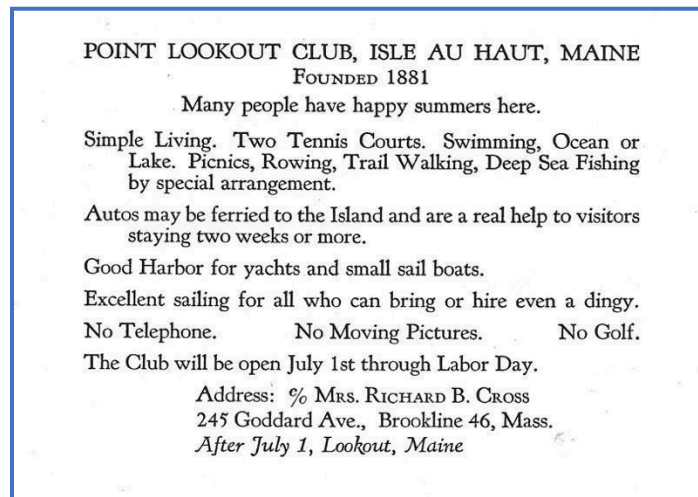 POINT LOOKOUT CLUB, ISLE AU HAUT, MAINE
FOUNDED 1881
Many people have happy summers here.
Simple Living. Two Tennis Courts. Swimming, Ocean or
Lake. Picnics, Rowing, Trail Walking, Deep Sea Fishing
by special arrangement.
Autos may be ferried to the Island and are a real help to visitors
staying two weeks or more.
Good Harbor for yachts and small sail boats.
Excellent sailing for all who can bring or hire even a dingy.
No Telephone. No Moving Pictures. No Golf.
The Club will be open July 1st through Labor Day.
Address: ℅ MRS. RICHARD B. CROSS
245 Goddard Ave., Brookline 46, Mass.
After July 1, Lookout, Maine